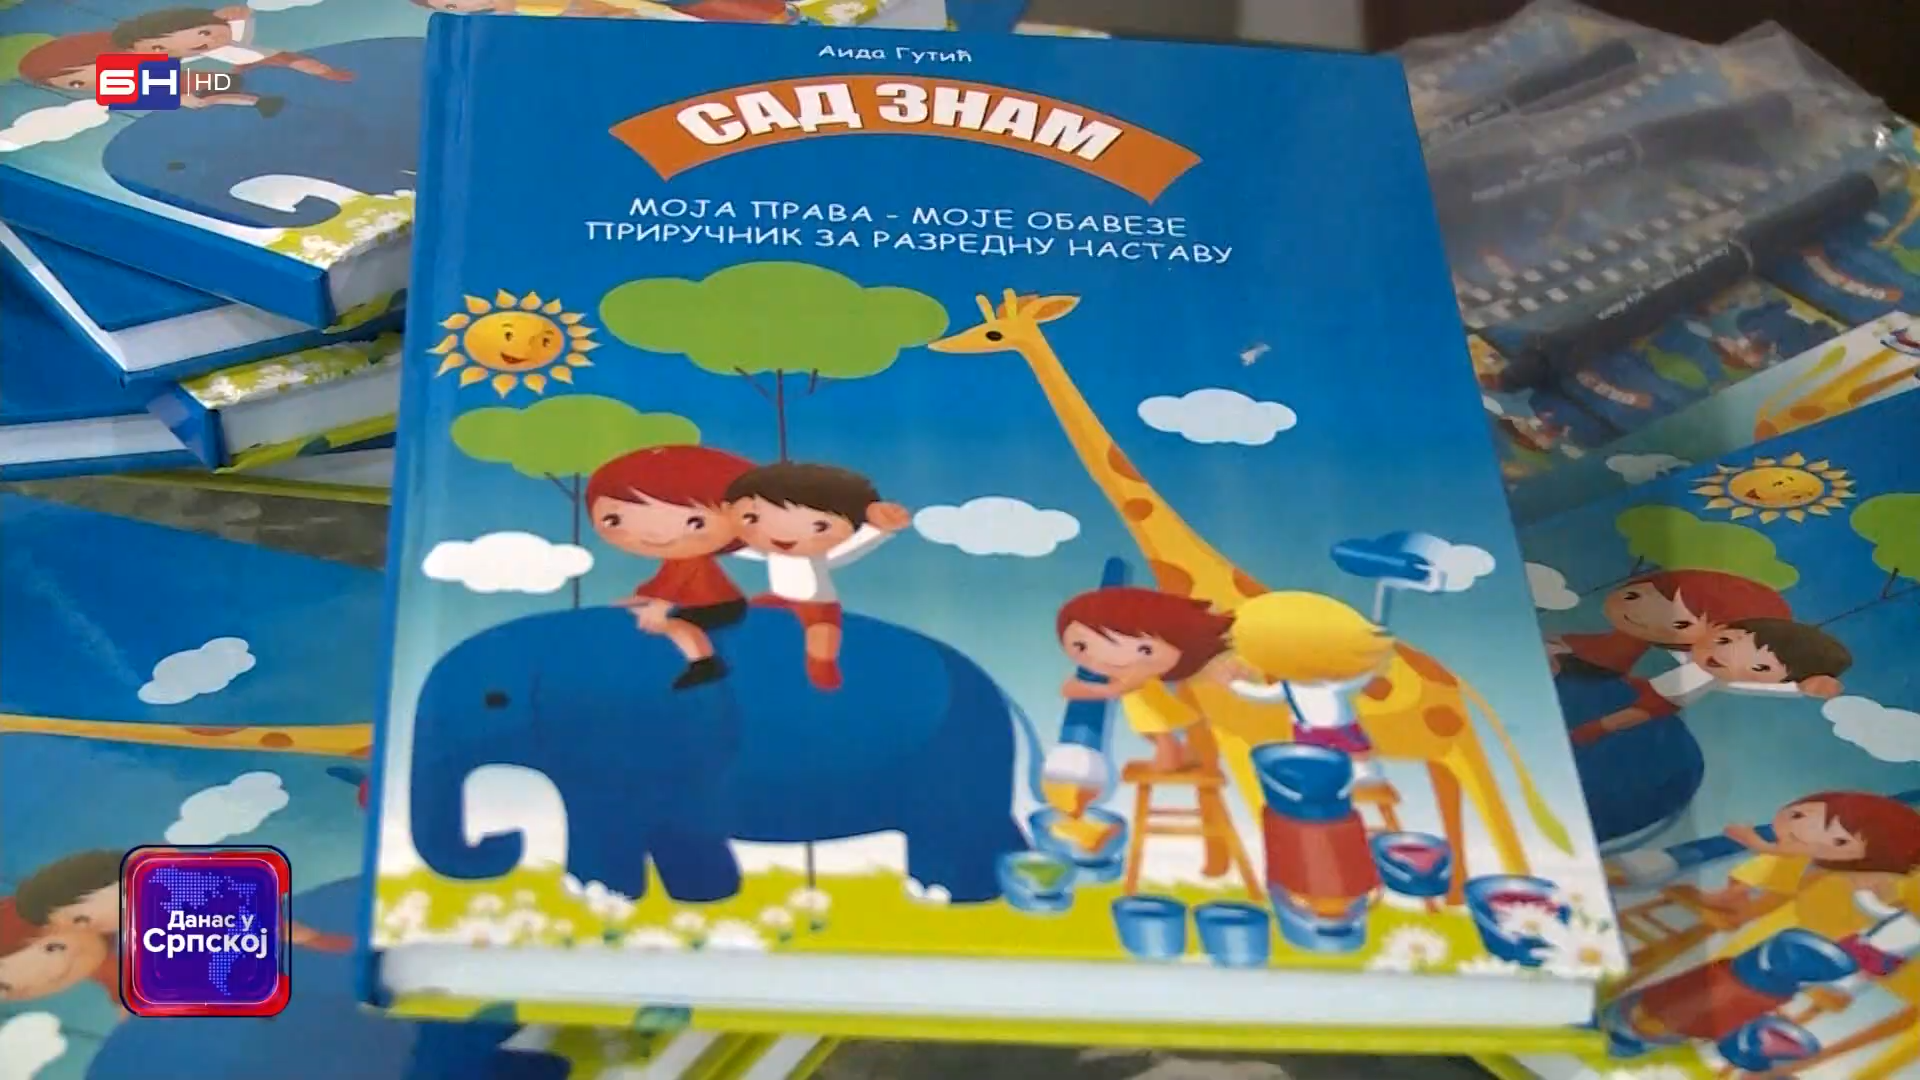 БН HD
Аида Гутић
САД ЗНАМ
МОЈА ПРАВА - МОЈЕ ОБАВЕЗЕ
ПРИРУЧНИК ЗА РАЗРЕДНУ НАСТАВУ
Данас у
Српској